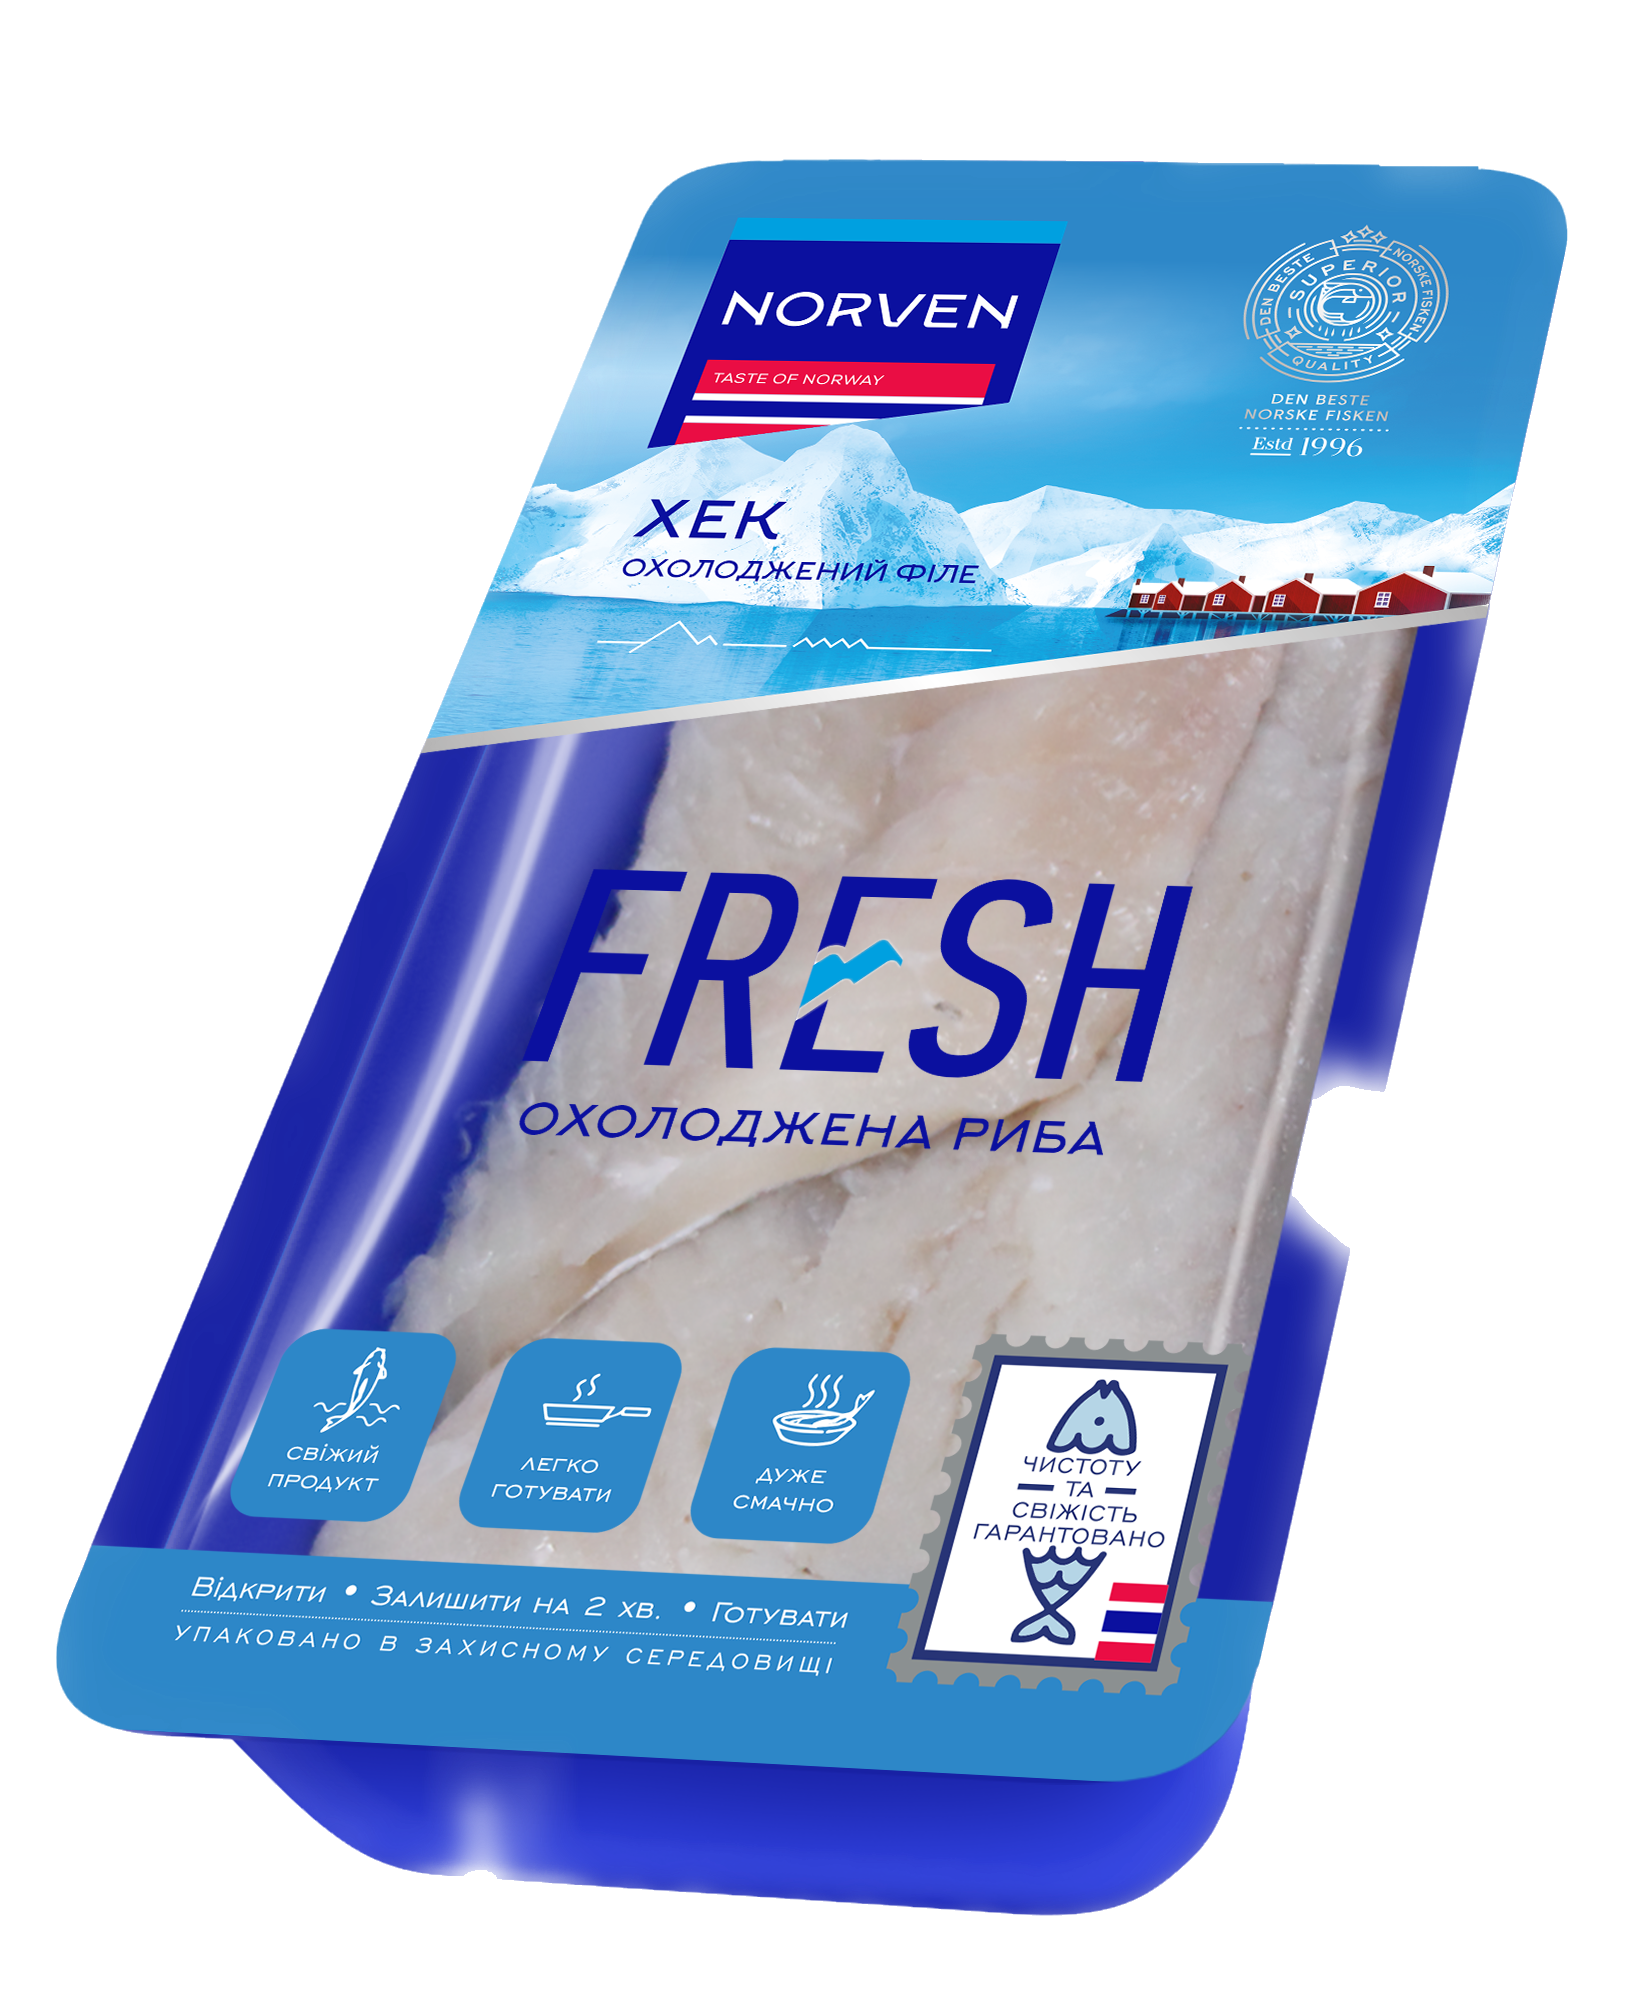 NORVEN
TASTE OF NORWAY
DEN BESTE
NORSKE FISKEN
SUPERIOR
QUALITY
DEN BESTE
NORSKE FISKEN
Estd 1996
ХЕК
ОХОЛОДЖЕНИЙ ФІЛЕ
FRESH
ОХОЛОДЖЕНА РИБА
СВІЖИЙ
ПРОДУКТ
ЛЕГКО
ГОТУВАТИ
ДУЖЕ
СМАЧНО
ЧИСТОТУ
ТА
СВІЖІСТЬ
ГАРАНТОВАНО
Відкрити • Залишити на 2 хв. • Готувати
УПАКОВАНО В ЗАХИСНОМУ СЕРЕДОВИЩІ